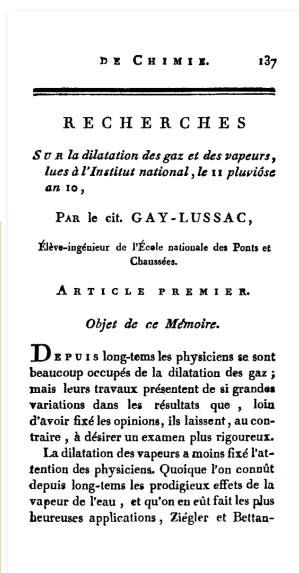 DE CHIMIE. 137
RECHERCHES
SUR la dilatation des gaz et des vapeurs,
lues à l'Institut national, le 11 pluviôse
an 10,
PAR le cit. GAY-LUSSAC,
Élève-ingénieur de l'École nationale des Ponts et
Chaussées.
ARTICLE PREMIER.
Objet de ce Mémoire.
DEPUIS long-tems les physiciens se sont
beaucoup occupés de la dilatation des gaz ;
mais leurs travaux présentent de si grandes
variations dans les résultats que , loin
d'avoir fixé les opinions, ils laissent, au con-
traire , à désirer un examen plus rigoureux.
La dilatation des vapeurs a moins fixé l'at-
tention des physiciens. Quoique l'on connût
depuis long-tems les prodigieux effets de la
vapeur de l'eau , et qu'on en eût fait les plus
heureuses applications, Ziégler et Bettan-